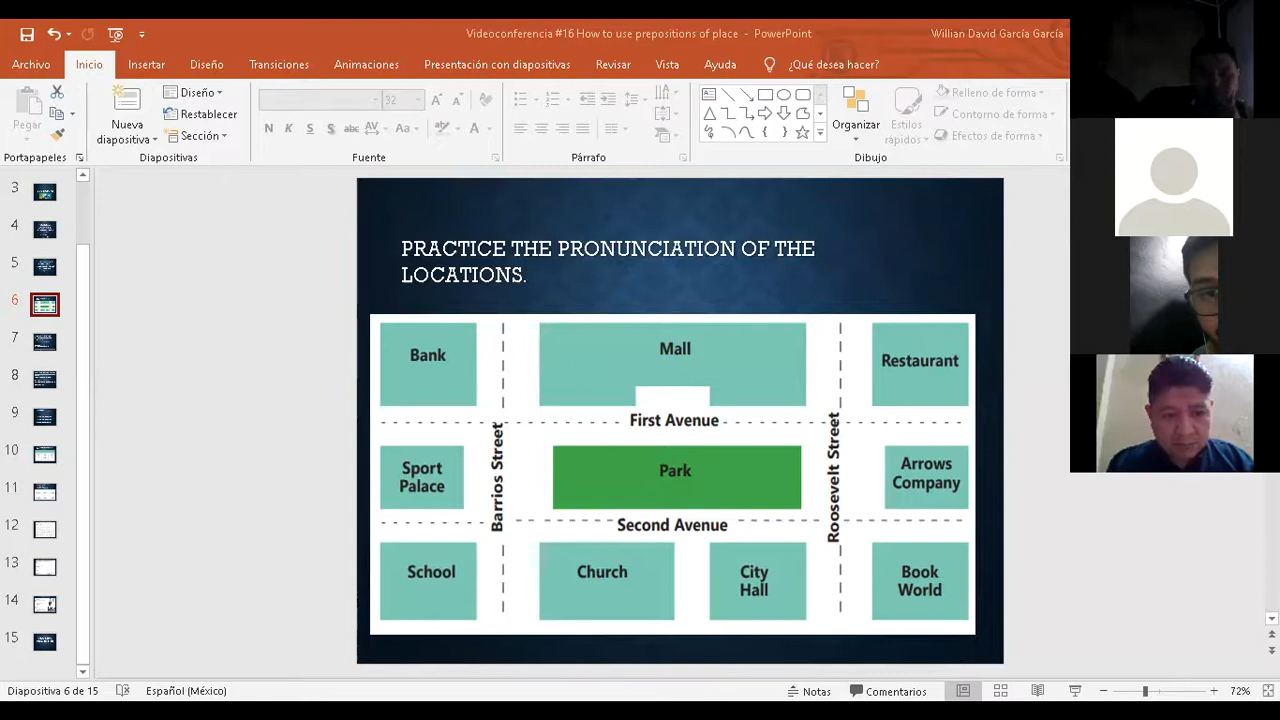 Videoconferencia #16 How to use prepositions of place - PowerPoint
Willian David García García
Archivo Inicio Insertar Diseño Transiciones Animaciones Presentación con diapositivas Revisar Vista Ayuda ¿Qué desea hacer?
Pegar
Portapapeles
Nueva diapositiva
Diseño
Restablecer
Sección
Diapositivas
32
N K S abc AV Aa A
Fuente
Párrafo
Organizar
Estilos rápidos
Relleno de forma
Contorno de forma
Efectos de forma
Dibujo
3
4
5
6
7
8
9
10
11
12
13
14
15
PRACTICE THE PRONUNCIATION OF THE
LOCATIONS.
Bank
Mall
Restaurant
First Avenue
Barrios Street
Roosevelt Street
Sport
Palace
Park
Arrows
Company
Second Avenue
School
Church
City
Hall
Book
World
Diapositiva 6 de 15 Español (México) Notas Comentarios 72%